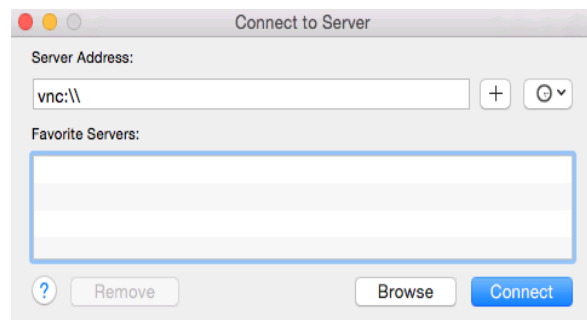 Connect to Server
Server Address:
vnc:\\
+
Favorite Servers:
? Remove Browse Connect